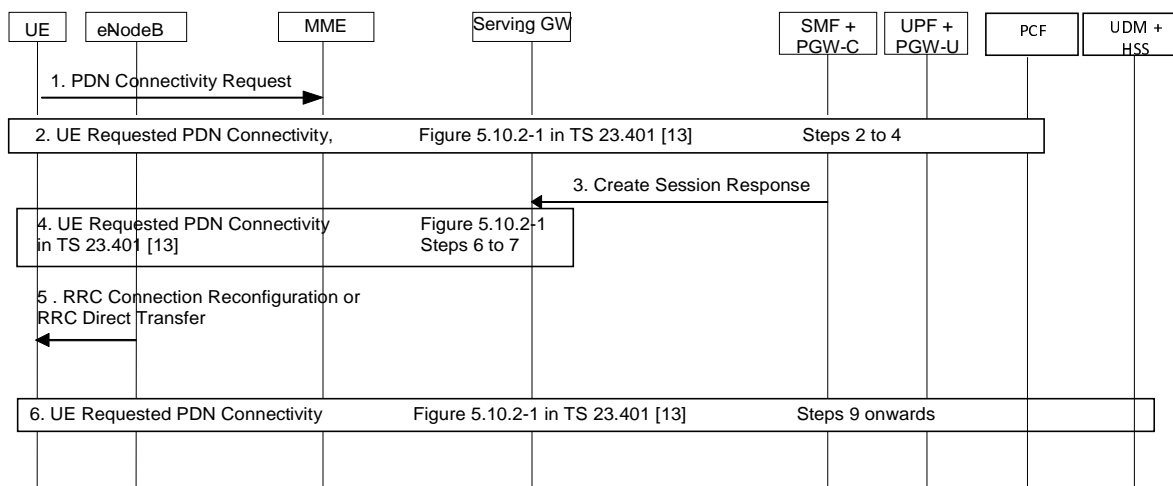 UE
eNodeB
MME
Serving GW
SMF +
PGW-C
UPF +
PGW-U
PCF
UDM +
HSS
1. PDN Connectivity Request
2. UE Requested PDN Connectivity, Figure 5.10.2-1 in TS 23.401 [13] Steps 2 to 4
3. Create Session Response
4. UE Requested PDN Connectivity Figure 5.10.2-1
in TS 23.401 [13] Steps 6 to 7
5 . RRC Connection Reconfiguration or
RRC Direct Transfer
6. UE Requested PDN Connectivity Figure 5.10.2-1 in TS 23.401 [13] Steps 9 onwards